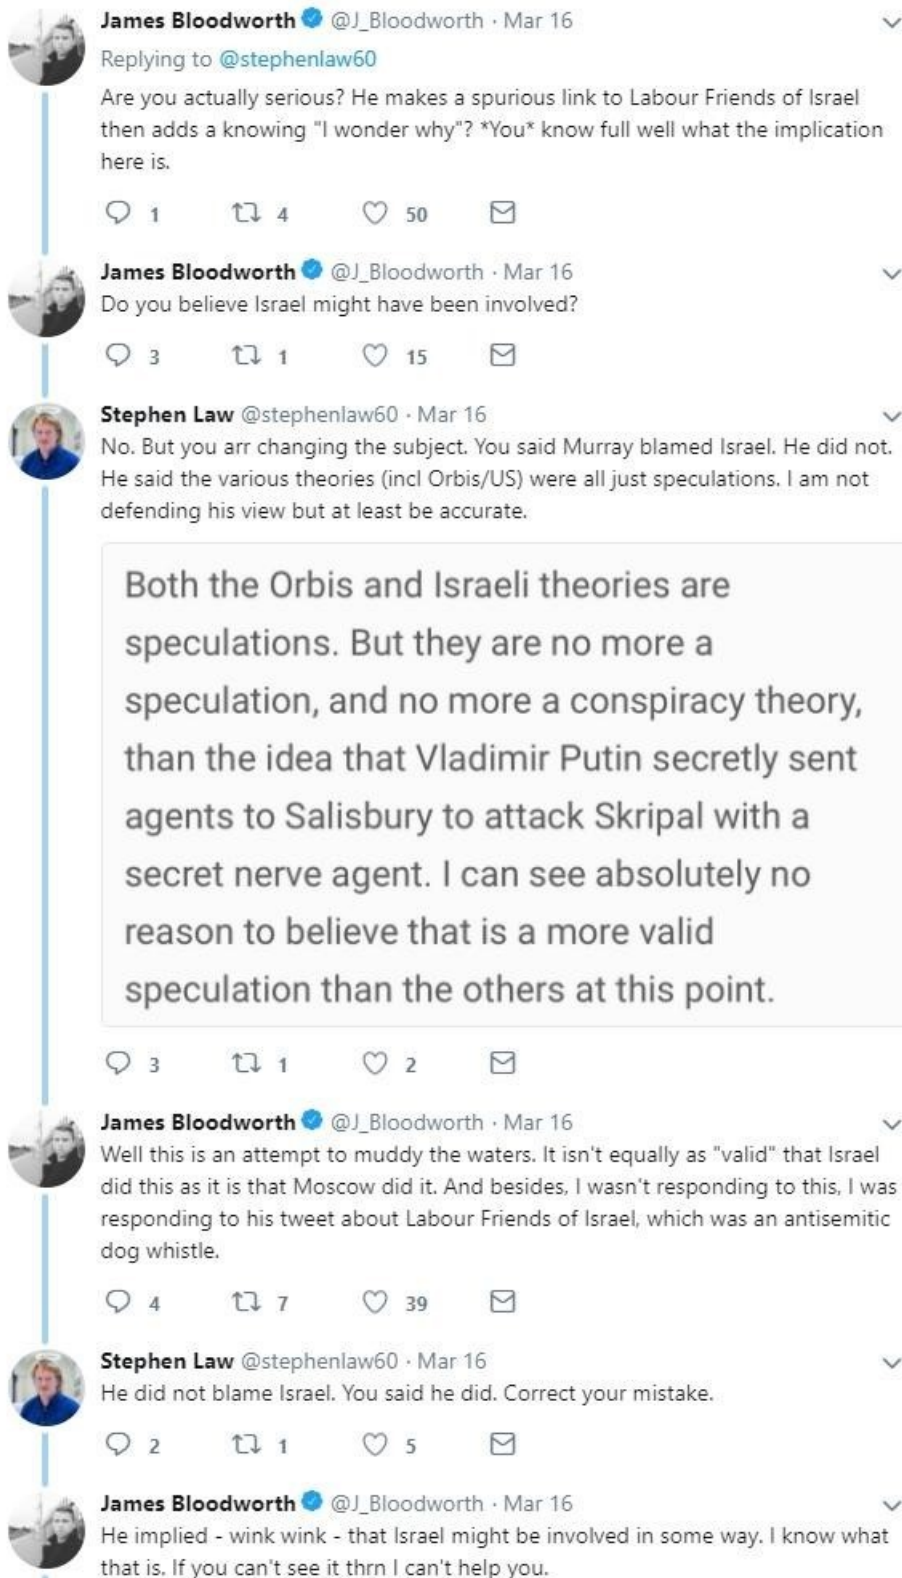 James Bloodworth @J_Bloodworth · Mar 16
Replying to @stephenlaw60
Are you actually serious? He makes a spurious link to Labour Friends of Israel
then adds a knowing "I wonder why"? *You* know full well what the implication
here is.
1 4 50
James Bloodworth @J_Bloodworth · Mar 16
Do you believe Israel might have been involved?
3 1 15
Stephen Law @stephenlaw60 · Mar 16
No. But you arr changing the subject. You said Murray blamed Israel. He did not.
He said the various theories (incl Orbis/US) were all just speculations. I am not
defending his view but at least be accurate.
Both the Orbis and Israeli theories are
speculations. But they are no more a
speculation, and no more a conspiracy theory,
than the idea that Vladimir Putin secretly sent
agents to Salisbury to attack Skripal with a
secret nerve agent. I can see absolutely no
reason to believe that is a more valid
speculation than the others at this point.
3 1 2
James Bloodworth @J_Bloodworth · Mar 16
Well this is an attempt to muddy the waters. It isn't equally as "valid" that Israel
did this as it is that Moscow did it. And besides, I wasn't responding to this, I was
responding to his tweet about Labour Friends of Israel, which was an antisemitic
dog whistle.
4 7 39
Stephen Law @stephenlaw60 · Mar 16
He did not blame Israel. You said he did. Correct your mistake.
2 1 5
James Bloodworth @J_Bloodworth · Mar 16
He implied - wink wink - that Israel might be involved in some way. I know what
that is. If you can't see it thrn I can't help you.